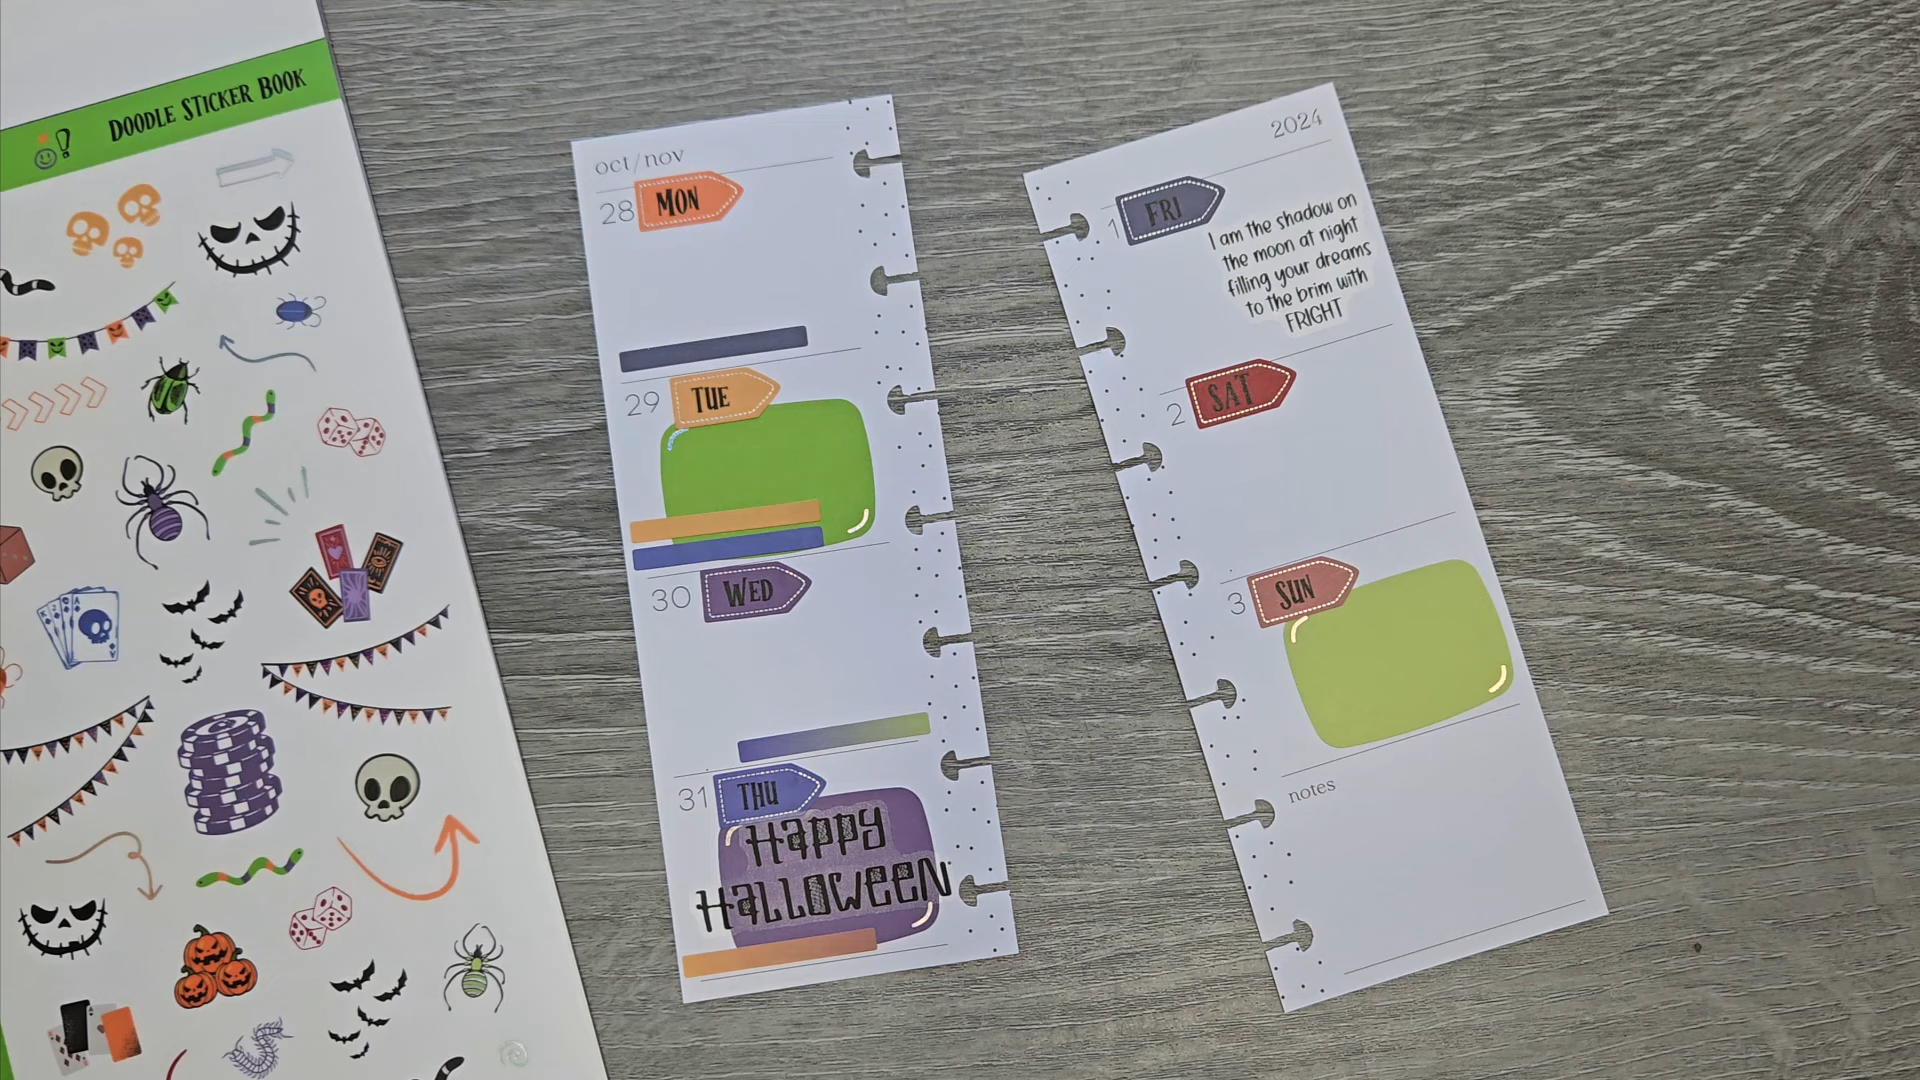 DOODLE STICKER BOOK
oct/nov
28 MON
29 TUE
30 WED
31 THU
Happy
Halloween
2024
1 FRI
I am the shadow on
the moon at night
filling your dreams
to the brim with
FRIGHT
2 SAT
3 SUN
notes